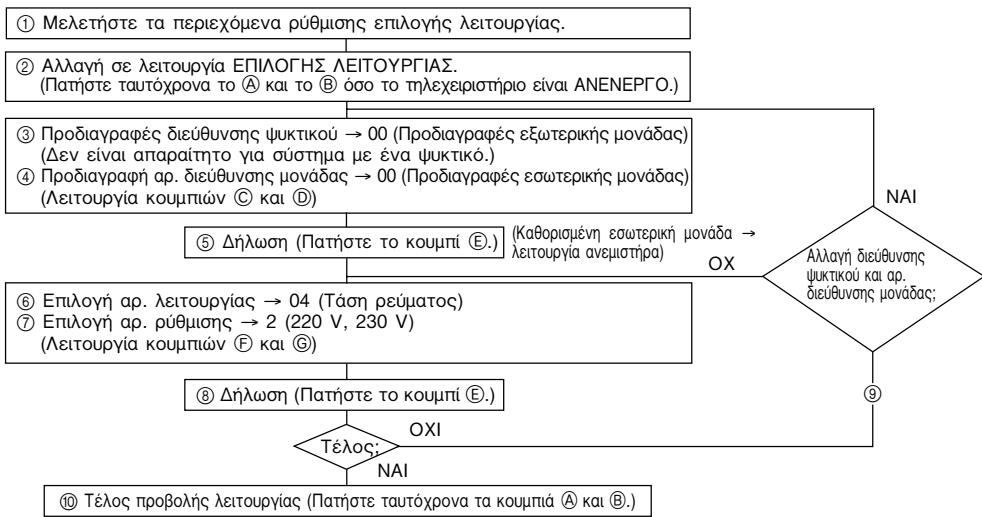 ① Μελετήστε τα περιεχόμενα ρύθμισης επιλογής λειτουργίας.
② Αλλαγή σε λειτουργία ΕΠΙΛΟΓΗΣ ΛΕΙΤΟΥΡΓΙΑΣ.
(Πατήστε ταυτόχρονα το Ⓐ και το Ⓑ όσο το τηλεχειριστήριο είναι ΑΝΕΝΕΡΓΟ.)
③ Προδιαγραφές διεύθυνσης ψυκτικού → 00 (Προδιαγραφές εξωτερικής μονάδας)
(Δεν είναι απαραίτητο για σύστημα με ένα ψυκτικό.)
④ Προδιαγραφή αρ. διεύθυνσης μονάδας → 00 (Προδιαγραφές εσωτερικής μονάδας)
(Λειτουργία κουμπιών Ⓒ και Ⓓ)
ΝΑΙ
⑤ Δήλωση (Πατήστε το κουμπί Ⓔ.)
(Καθορισμένη εσωτερική μονάδα →
λειτουργία ανεμιστήρα)
ΟΧ
Αλλαγή διεύθυνσης
ψυκτικού και αρ.
διεύθυνσης μονάδας;
⑥ Επιλογή αρ. λειτουργίας → 04 (Τάση ρεύματος)
⑦ Επιλογή αρ. ρύθμισης → 2 (220 V, 230 V)
(Λειτουργία κουμπιών Ⓕ και Ⓖ)
⑧ Δήλωση (Πατήστε το κουμπί Ⓔ.)
⑨
Τέλος;
ΟΧΙ
ΝΑΙ
⑩ Τέλος προβολής λειτουργίας (Πατήστε ταυτόχρονα τα κουμπιά Ⓐ και Ⓑ.)